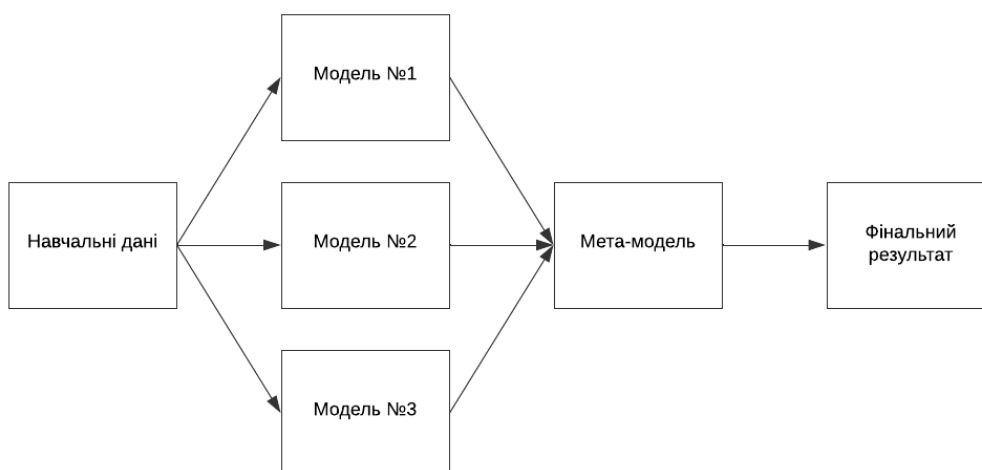 Модель №1
Навчальні дані
Модель №2
Мета-модель
Фінальний
результат
Модель №3